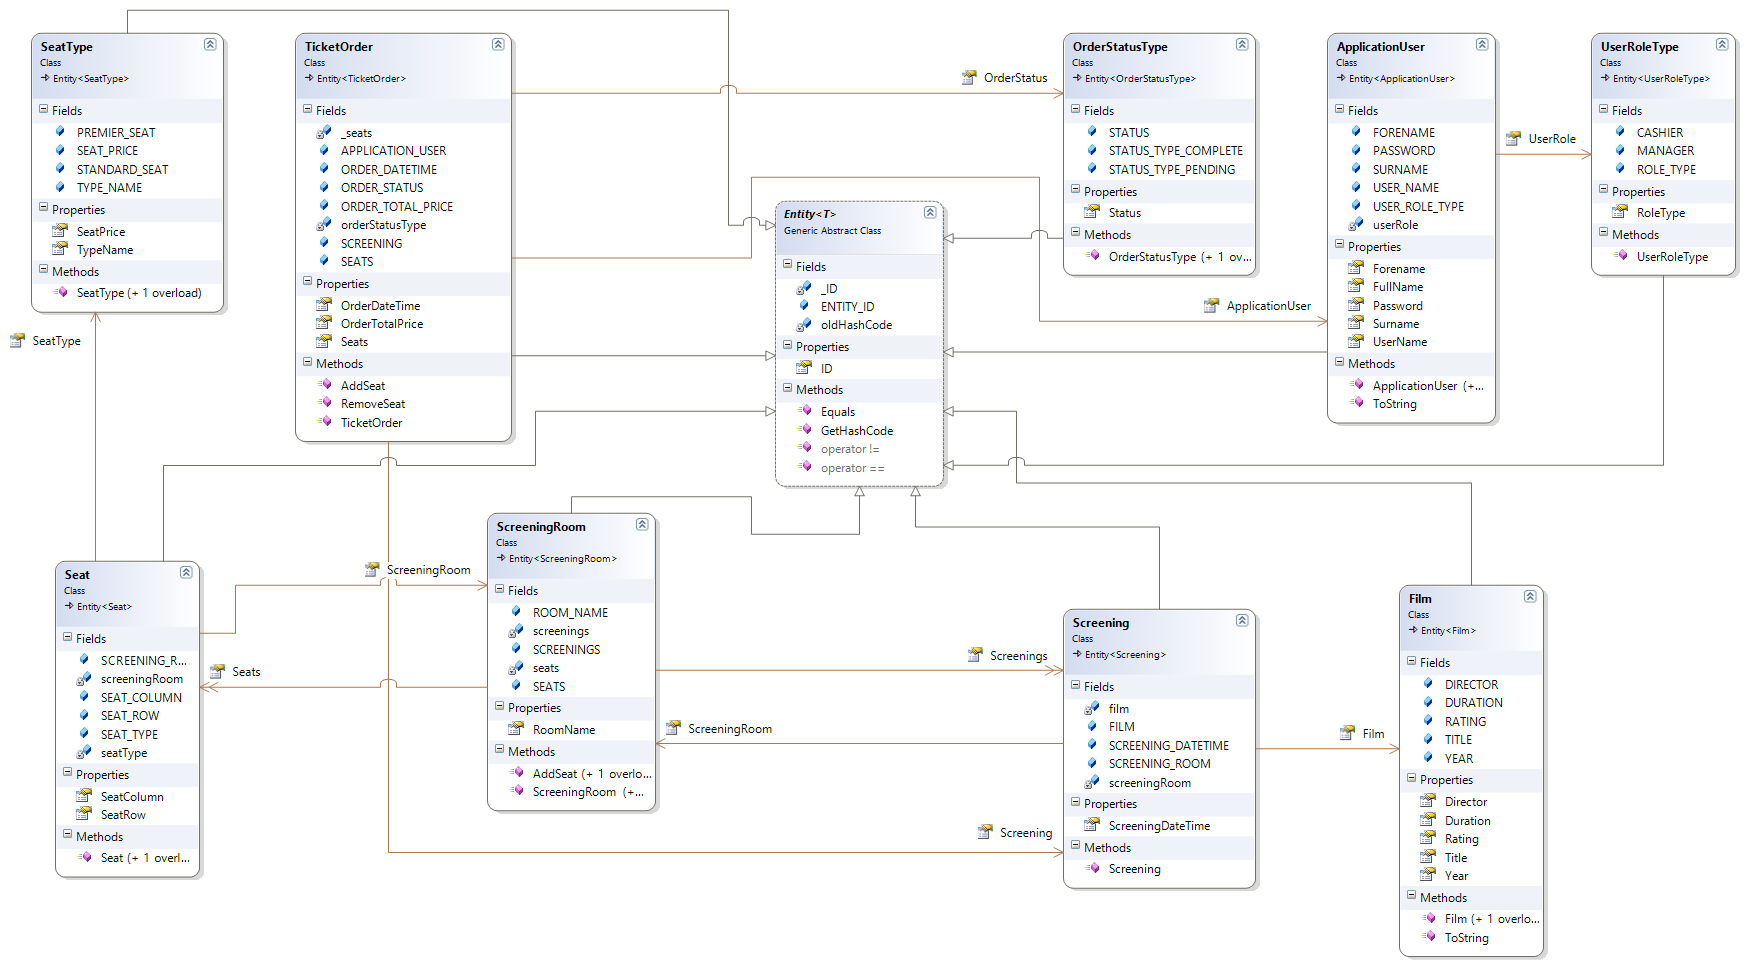 SeatType
Class
Entity<SeatType>
Fields
PREMIER_SEAT
SEAT_PRICE
STANDARD_SEAT
TYPE_NAME
Properties
SeatPrice
TypeName
Methods
SeatType (+ 1 overload)
TicketOrder
Class
Entity<TicketOrder>
Fields
_seats
APPLICATION_USER
ORDER_DATETIME
ORDER_STATUS
ORDER_TOTAL_PRICE
orderStatusType
SCREENING
SEATS
Properties
OrderDateTime
OrderTotalPrice
Seats
Methods
AddSeat
RemoveSeat
TicketOrder
OrderStatus
OrderStatusType
Class
Entity<OrderStatusType>
Fields
STATUS
STATUS_TYPE_COMPLETE
STATUS_TYPE_PENDING
Properties
Status
Methods
OrderStatusType (+ 1 ov...
ApplicationUser
Class
Entity<ApplicationUser>
Fields
FORENAME
PASSWORD
SURNAME
USER_NAME
USER_ROLE_TYPE
userRole
Properties
Forename
FullName
Password
Surname
UserName
Methods
ApplicationUser (+...
ToString
UserRole
UserRoleType
Class
Entity<UserRoleType>
Fields
CASHIER
MANAGER
ROLE_TYPE
Properties
RoleType
Methods
UserRoleType
Entity<T>
Generic Abstract Class
Fields
_ID
ENTITY_ID
oldHashCode
Properties
ID
Methods
Equals
GetHashCode
operator !=
operator ==
ApplicationUser
SeatType
Seat
Class
Entity<Seat>
Fields
SCREENING_R...
screeningRoom
SEAT_COLUMN
SEAT_ROW
SEAT_TYPE
seatType
Properties
SeatColumn
SeatRow
Methods
Seat (+ 1 overl...
ScreeningRoom
Seats
ScreeningRoom
Class
Entity<ScreeningRoom>
Fields
ROOM_NAME
screenings
SCREENINGS
seats
SEATS
Properties
RoomName
Methods
AddSeat (+ 1 overlo...
ScreeningRoom (+...
Screenings
ScreeningRoom
Screening
Screening
Class
Entity<Screening>
Fields
film
FILM
SCREENING_DATETIME
SCREENING_ROOM
screeningRoom
Properties
ScreeningDateTime
Methods
Screening
Film
Film
Class
Entity<Film>
Fields
DIRECTOR
DURATION
RATING
TITLE
YEAR
Properties
Director
Duration
Rating
Title
Year
Methods
Film (+ 1 overlo...
ToString